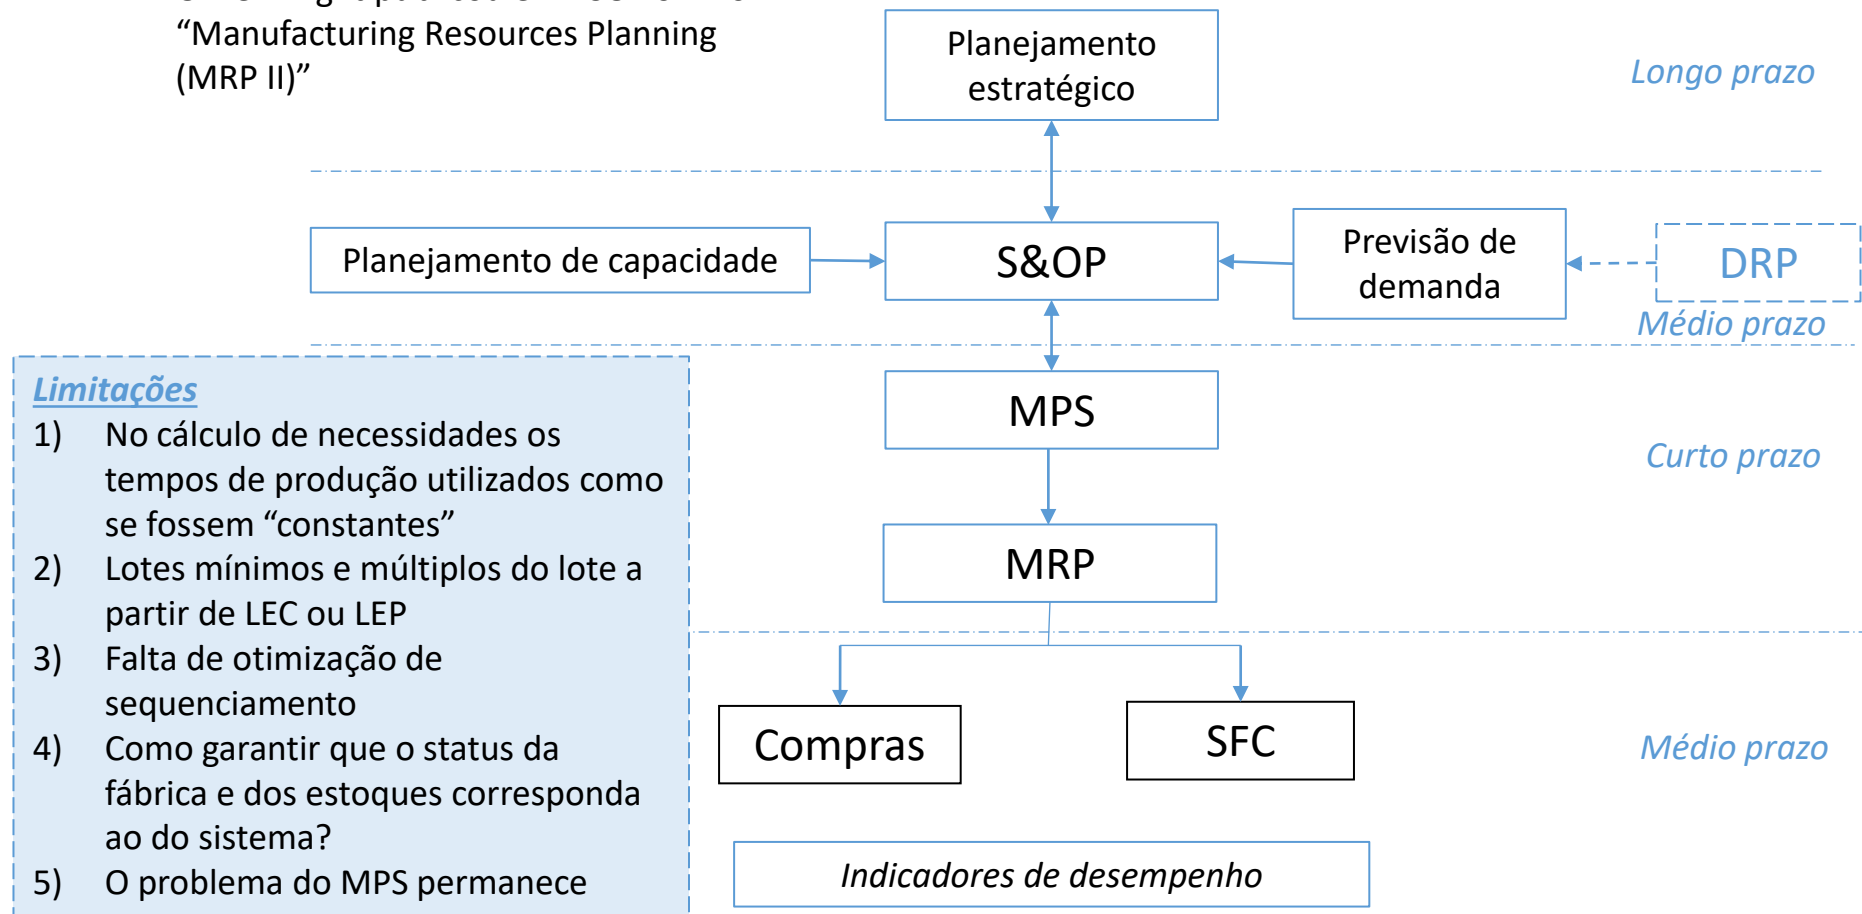 “Manufacturing Resources Planning
(MRP II)”
Planejamento
estratégico
Longo prazo
Planejamento de capacidade
S&OP
Previsão de
demanda
DRP
Médio prazo
Limitações
1) No cálculo de necessidades os
tempos de produção utilizados como
se fossem “constantes”
2) Lotes mínimos e múltiplos do lote a
partir de LEC ou LEP
3) Falta de otimização de
sequenciamento
4) Como garantir que o status da
fábrica e dos estoques corresponda
ao do sistema?
5) O problema do MPS permanece
MPS
Curto prazo
MRP
Compras
SFC
Médio prazo
Indicadores de desempenho